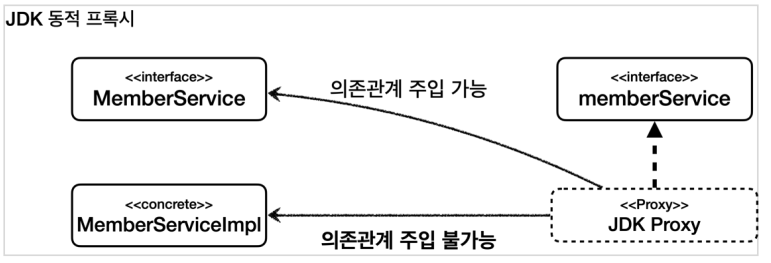 JDK 동적 프록시
<<interface>>
MemberService
의존관계 주입 가능
<<interface>>
memberService
<<concrete>>
MemberServiceImpl
의존관계 주입 불가능
<<Proxy>>
JDK Proxy